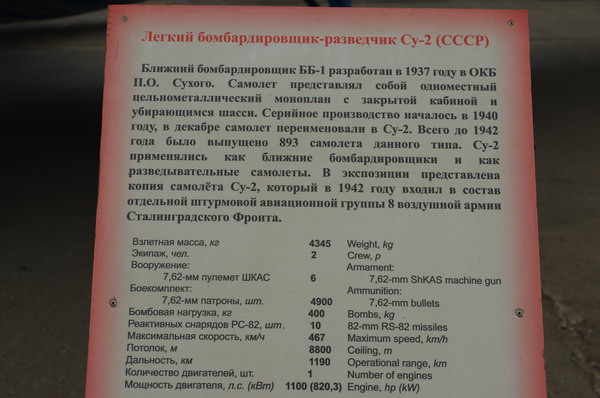 Легкий бомбардировщик-разведчик Су-2 (СССР)
Ближний бомбардировщик ББ-1 разработан в 1937 году в ОКБ
П.О. Сухого. Самолет представлял собой одноместный
цельнометаллический моноплан с закрытой кабиной и
убирающимся шасси. Серийное производство началось в 1940
году, в декабре самолет переименовали в Су-2. Всего до 1942
года было выпущено 893 самолета данного типа. Су-2
применялись как ближние бомбардировщики и как
разведывательные самолеты. В экспозиции представлена
копия самолёта Су-2, который в 1942 году входил в состав
отдельной штурмовой авиационной группы 8 воздушной армии
Сталинградского Фронта.
Взлетная масса, кг 4345 Weight, kg
Экипаж, чел. 2 Crew, p
Вооружение: Armament:
7,62-мм пулемет ШКАС 6 7,62-mm ShKAS machine gun
Боекомплект: Ammunition:
7,62-мм патроны, шт. 4900 7,62-mm bullets
Бомбовая нагрузка, кг 400 Bombs, kg
Реактивных снарядов РС-82, шт. 10 82-mm RS-82 missiles
Максимальная скорость, км/ч 467 Maximum speed, km/h
Потолок, м 8800 Ceiling, m
Дальность, км 1190 Operational range, km
Количество двигателей, шт. 1 Number of engines
Мощность двигателя, л.с. (кВт) 1100 (820,3) Engine, hp (kW)